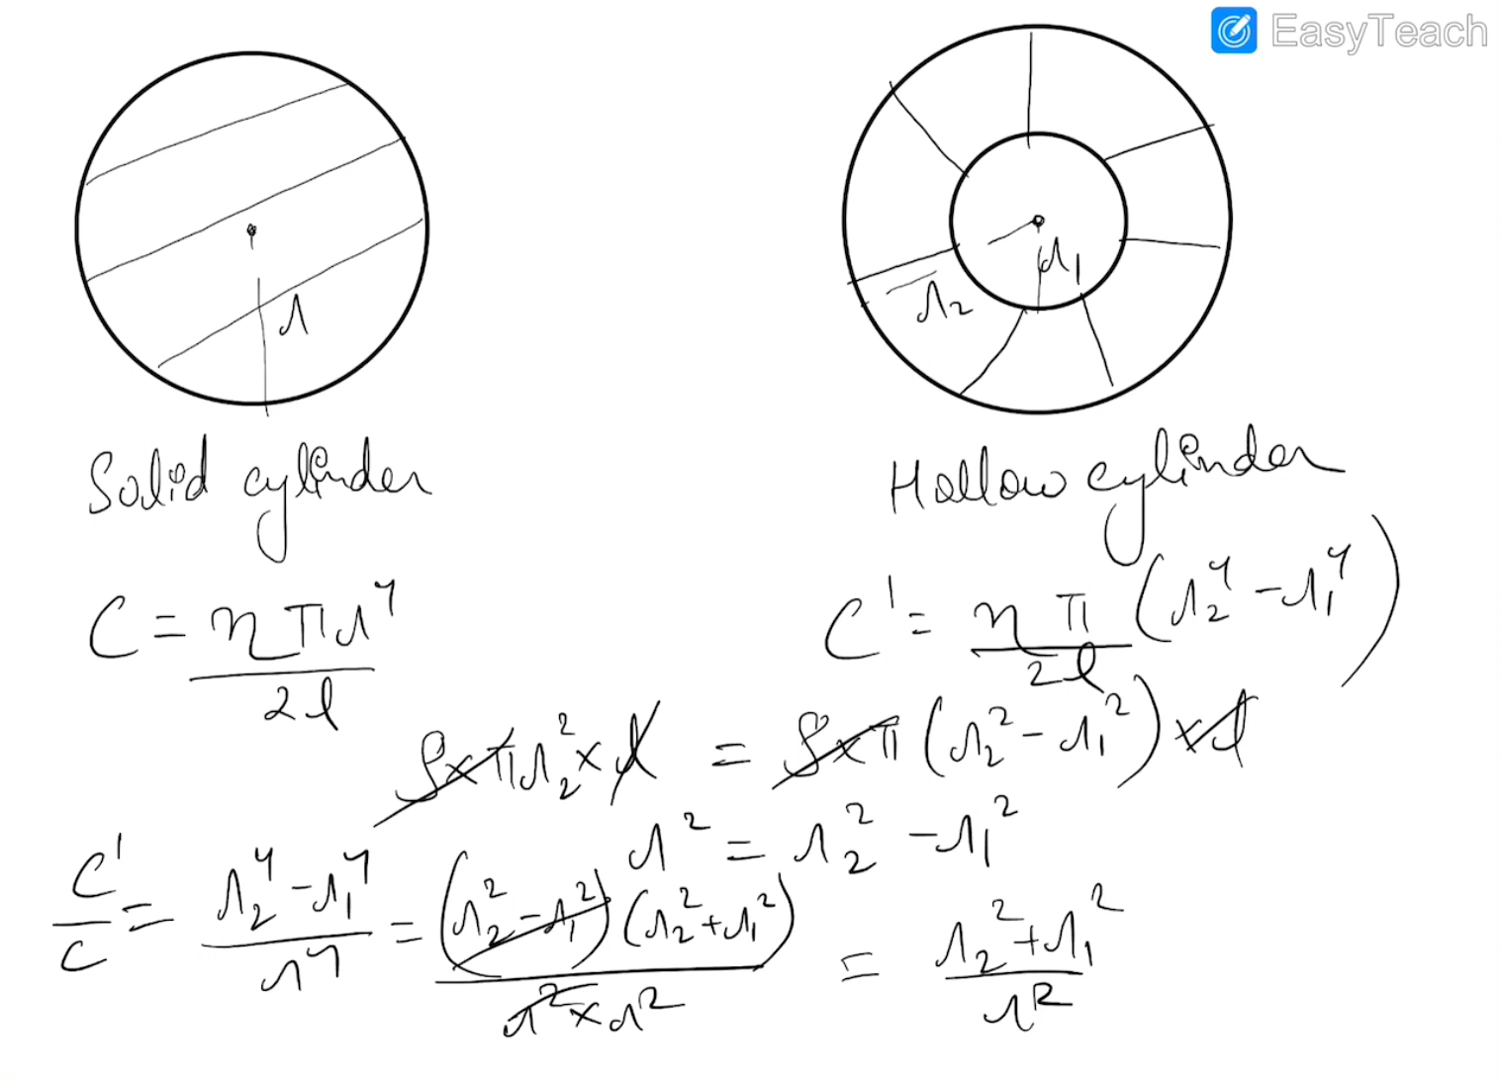 EasyTeach
r
r₁
r₂
Solid cylinder
Hollow cylinder
C = ηπr⁴/2l
C' = ηπ/2l (r₂⁴ - r₁⁴)
ρ×πr₂²×l = ρ×π(r₂² - r₁²)×l
r² = r₂² - r₁²
C'/C = (r₂⁴ - r₁⁴)/r⁴ = (r₂² - r₁²)(r₂² + r₁²)/r²×r² = (r₂² + r₁²)/r²